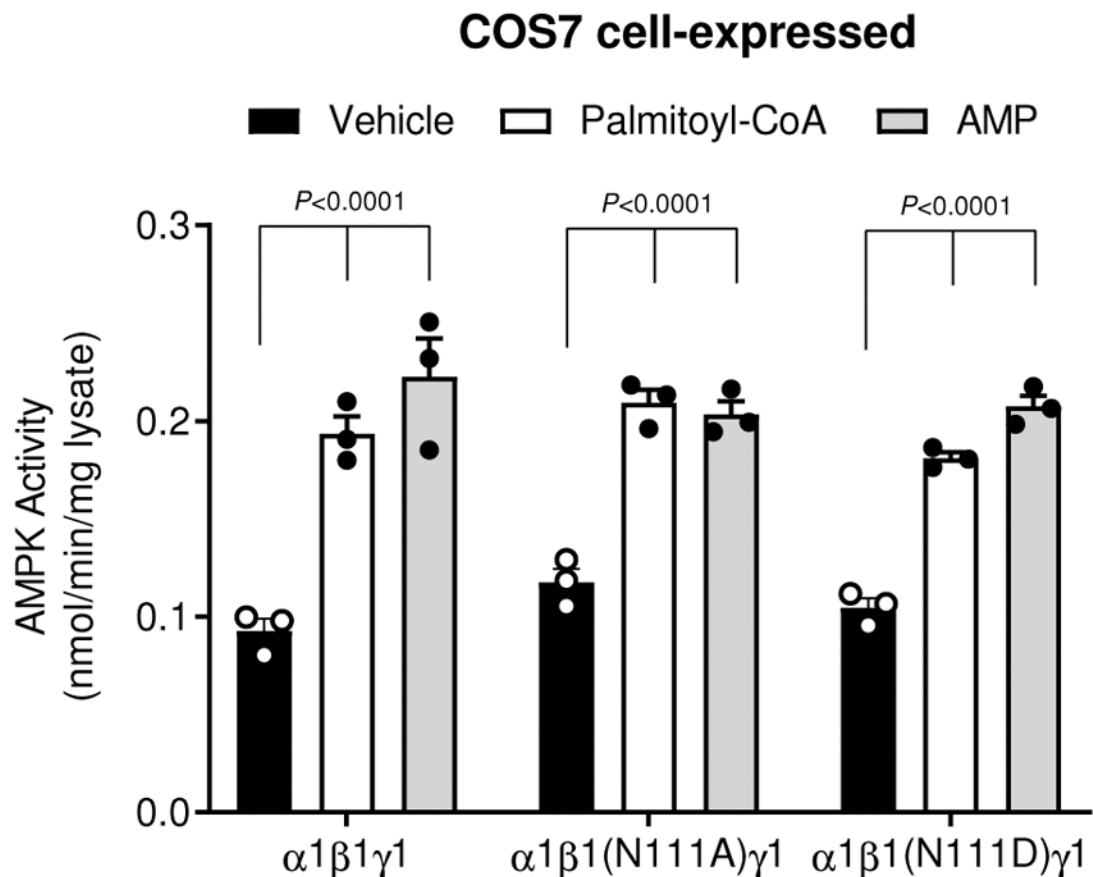 COS7 cell-expressed
Vehicle Palmitoyl-CoA AMP
P<0.0001 P<0.0001 P<0.0001
0.3
0.2
0.1
0.0
AMPK Activity
(nmol/min/mg lysate)
α1β1γ1 α1β1(N111A)γ1 α1β1(N111D)γ1